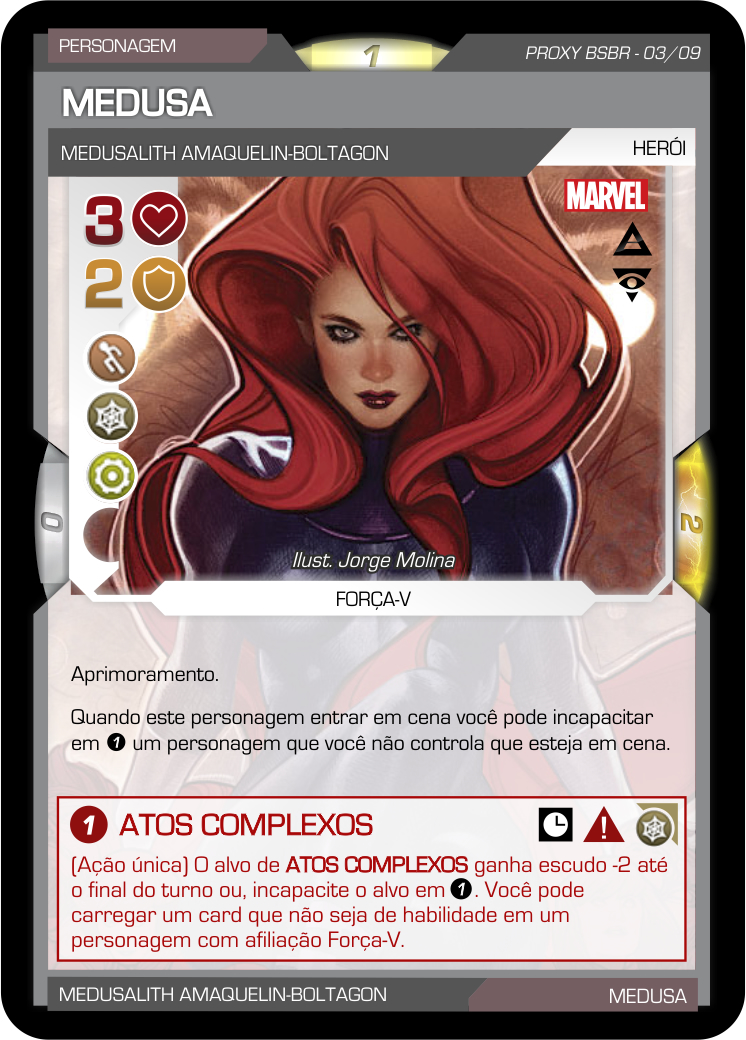 PERSONAGEM
1
PROXY BSBR - 03/09
MEDUSA
MEDUSALITH AMAQUELIN-BOLTAGON
HERÓI
MARVEL
3
2
0
2
Ilust. Jorge Molina
FORÇA-V
Aprimoramento.
Quando este personagem entrar em cena você pode incapacitar
em 1 um personagem que você não controla que esteja em cena.
1 ATOS COMPLEXOS
(Ação única) O alvo de ATOS COMPLEXOS ganha escudo -2 até
o final do turno ou, incapacite o alvo em 1. Você pode
carregar um card que não seja de habilidade em um
personagem com afiliação Força-V.
MEDUSALITH AMAQUELIN-BOLTAGON
MEDUSA